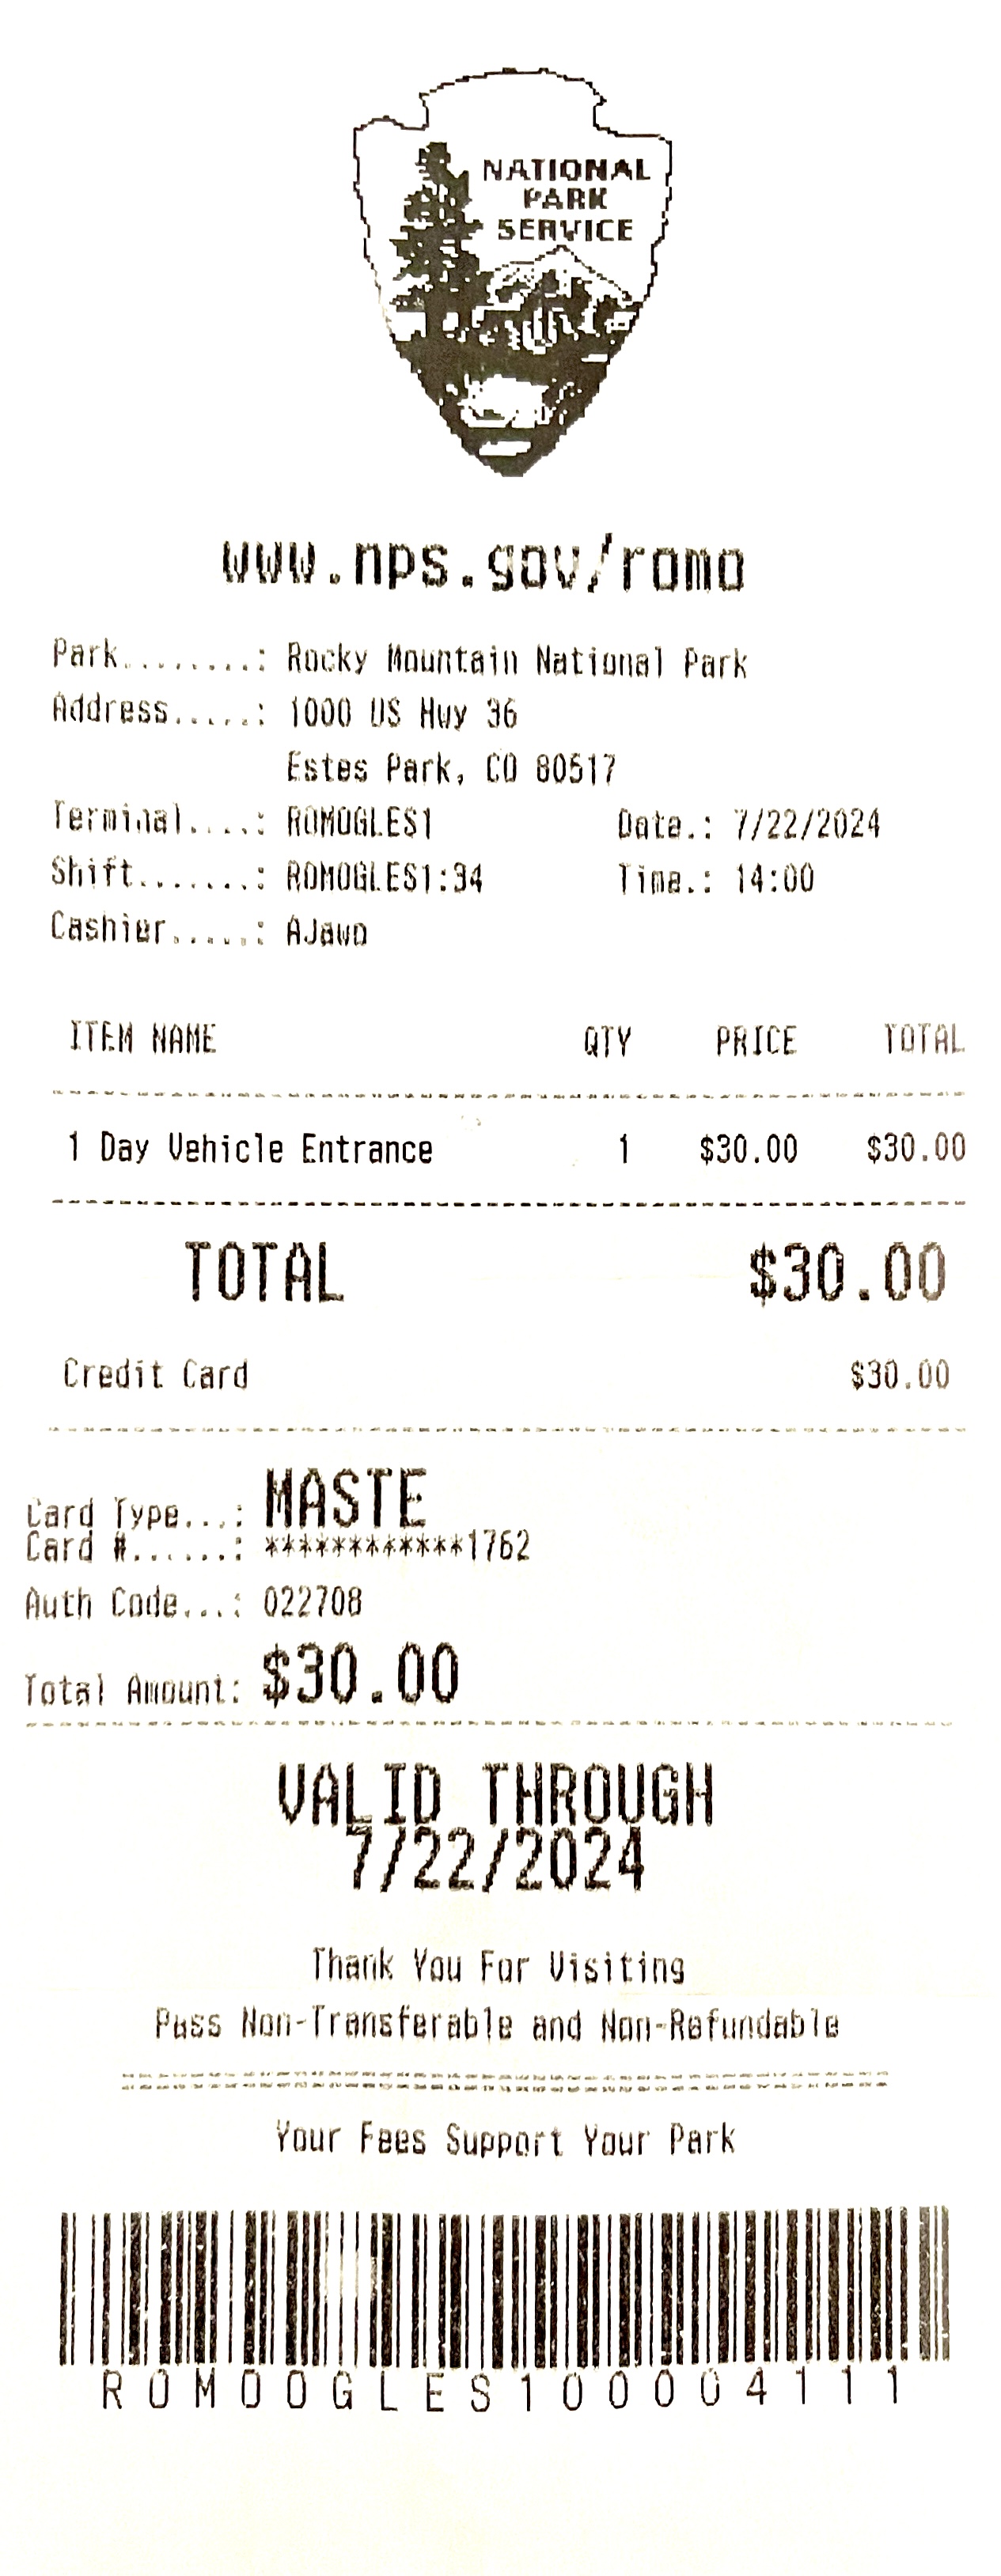 NATIONAL
PARK
SERVICE
www.nps.gov/romo
Park........: Rocky Mountain National Park
Address.....: 1000 US Hwy 36
Estes Park, CO 80517
Terminal....: ROMOGLES1 Date.: 7/22/2024
Shift.......: ROMOGLES1:34 Time.: 14:00
Cashier.....: AJawo
ITEM NAME QTY PRICE TOTAL
1 Day Vehicle Entrance 1 $30.00 $30.00
TOTAL $30.00
Credit Card $30.00
Card Type...: MASTE
Card #......: ************1762
Auth Code...: 022708
Total Amount: $30.00
VALID THROUGH
7/22/2024
Thank You For Visiting
Pass Non-Transferable and Non-Refundable
Your Fees Support Your Park
ROMOOGLES100004111